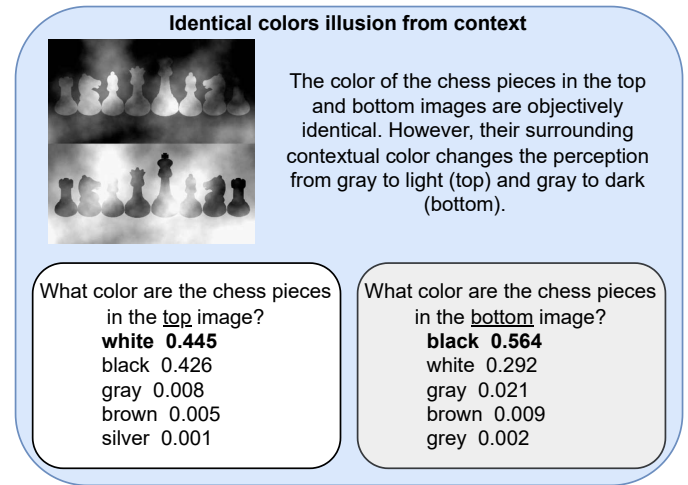 Identical colors illusion from context
The color of the chess pieces in the top
and bottom images are objectively
identical. However, their surrounding
contextual color changes the perception
from gray to light (top) and gray to dark
(bottom).
What color are the chess pieces
in the top image?
white 0.445
black 0.426
gray 0.008
brown 0.005
silver 0.001
What color are the chess pieces
in the bottom image?
black 0.564
white 0.292
gray 0.021
brown 0.009
grey 0.002